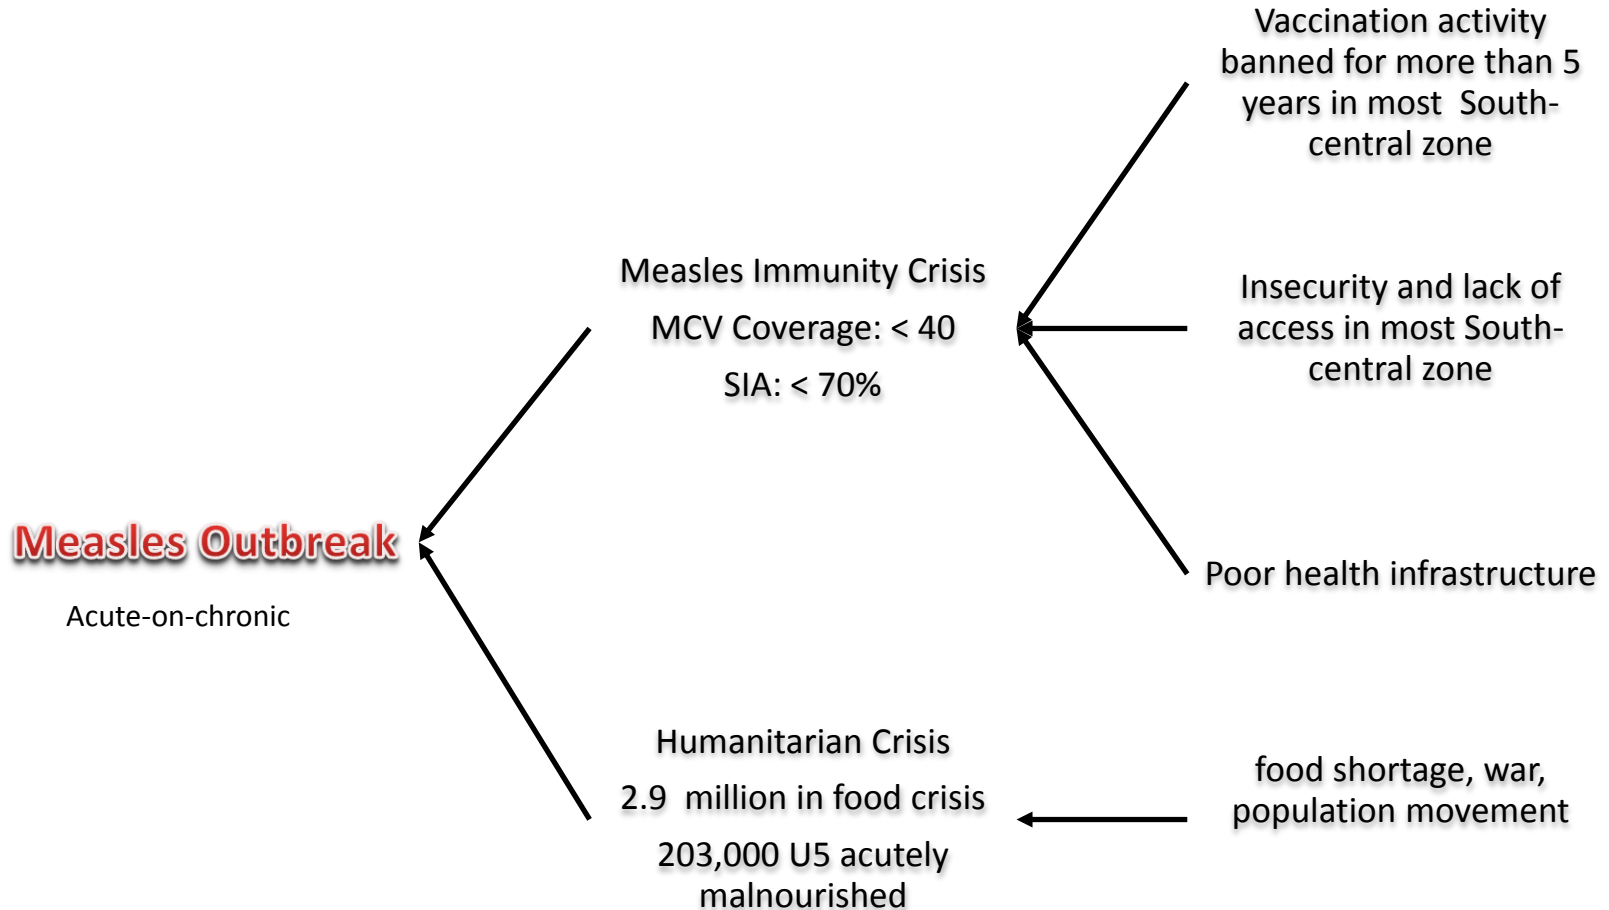 Vaccination activity
banned for more than 5
years in most South-
central zone
Measles Immunity Crisis
MCV Coverage: < 40
SIA: < 70%
Insecurity and lack of
access in most South-
central zone
Measles Outbreak
Acute-on-chronic
Poor health infrastructure
Humanitarian Crisis
2.9 million in food crisis
203,000 U5 acutely
malnourished
food shortage, war,
population movement